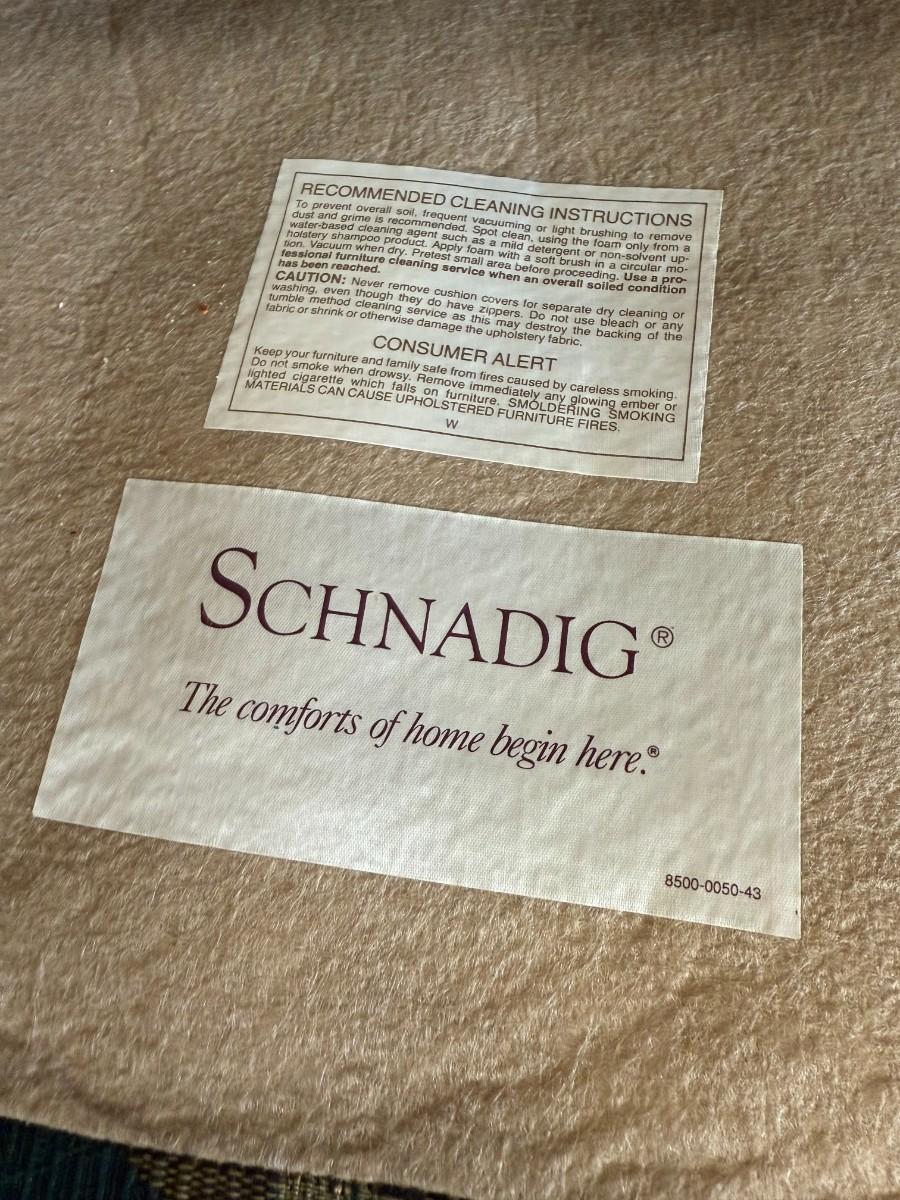 RECOMMENDED CLEANING INSTRUCTIONS
To prevent overall soil, frequent vacuuming or light brushing to remove
dust and grime is recommended. Spot clean, using the foam only from a
water-based cleaning agent such as a mild detergent or non-solvent up-
holstery shampoo product. Apply foam with a soft brush in a circular mo-
tion. Vacuum when dry. Pretest small area before proceeding. Use a pro-
fessional furniture cleaning service when an overall soiled condition
has been reached.
CAUTION: Never remove cushion covers for separate dry cleaning or
washing, even though they do have zippers. Do not use bleach or any
tumble method cleaning service as this may destroy the backing of the
fabric or shrink or otherwise damage the upholstery fabric.
CONSUMER ALERT
Keep your furniture and family safe from fires caused by careless smoking.
Do not smoke when drowsy. Remove immediately any glowing ember or
lighted cigarette which falls on furniture. SMOLDERING SMOKING
MATERIALS CAN CAUSE UPHOLSTERED FURNITURE FIRES.
W
SCHNADIG®
The comforts of home begin here.®
8500-0050-43